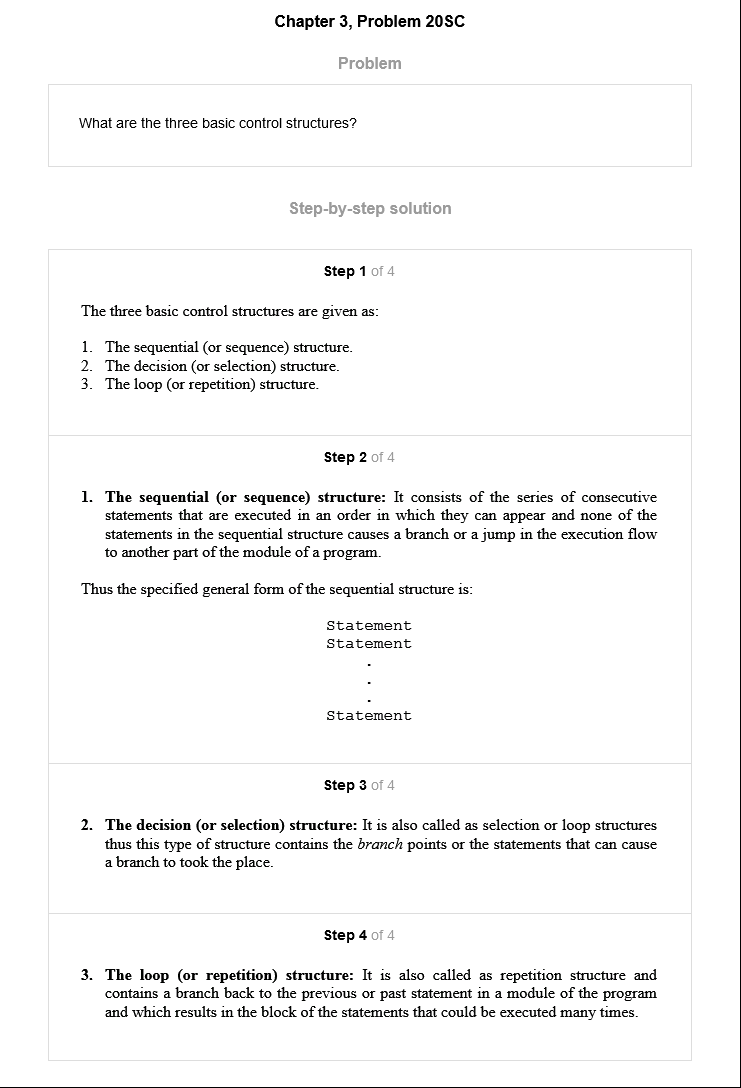 Chapter 3, Problem 20SC
Problem
What are the three basic control structures?
Step-by-step solution
Step 1 of 4
The three basic control structures are given as:
1. The sequential (or sequence) structure.
2. The decision (or selection) structure.
3. The loop (or repetition) structure.
Step 2 of 4
1. The sequential (or sequence) structure: It consists of the series of consecutive
statements that are executed in an order in which they can appear and none of the
statements in the sequential structure causes a branch or a jump in the execution flow
to another part of the module of a program.
Thus the specified general form of the sequential structure is:
Statement
Statement
.
.
.
Statement
Step 3 of 4
2. The decision (or selection) structure: It is also called as selection or loop structures
thus this type of structure contains the branch points or the statements that can cause
a branch to took the place.
Step 4 of 4
3. The loop (or repetition) structure: It is also called as repetition structure and
contains a branch back to the previous or past statement in a module of the program
and which results in the block of the statements that could be executed many times.